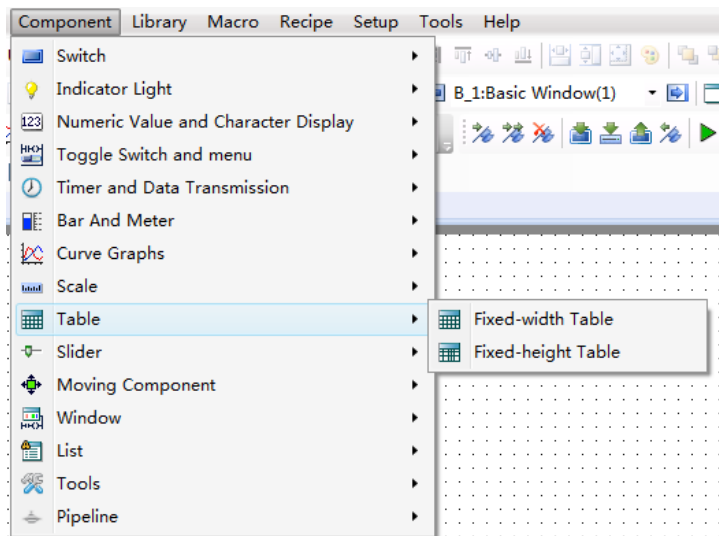 Component Library Macro Recipe Setup Tools Help
Switch
Indicator Light
B_1:Basic Window(1)
123 Numeric Value and Character Display
Toggle Switch and menu
Timer and Data Transmission
Bar And Meter
Curve Graphs
Scale
Table
Fixed-width Table
Slider
Fixed-height Table
Moving Component
Window
List
Tools
Pipeline